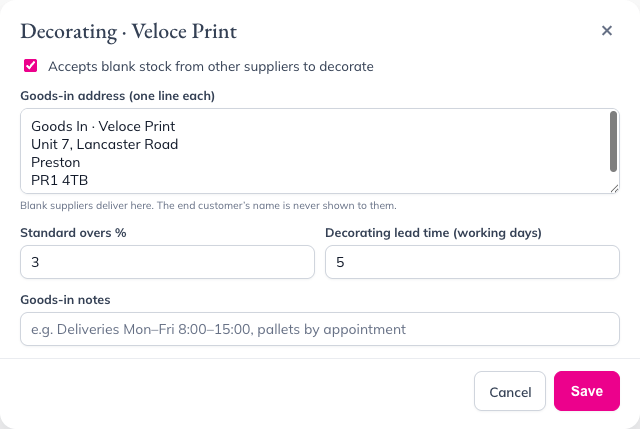 Decorating · Veloce Print
Accepts blank stock from other suppliers to decorate
Goods-in address (one line each)
Goods In · Veloce Print
Unit 7, Lancaster Road
Preston
PR1 4TB
Blank suppliers deliver here. The end customer’s name is never shown to them.
Standard overs %
Decorating lead time (working days)
3
5
Goods-in notes
e.g. Deliveries Mon–Fri 8:00–15:00, pallets by appointment
Cancel
Save